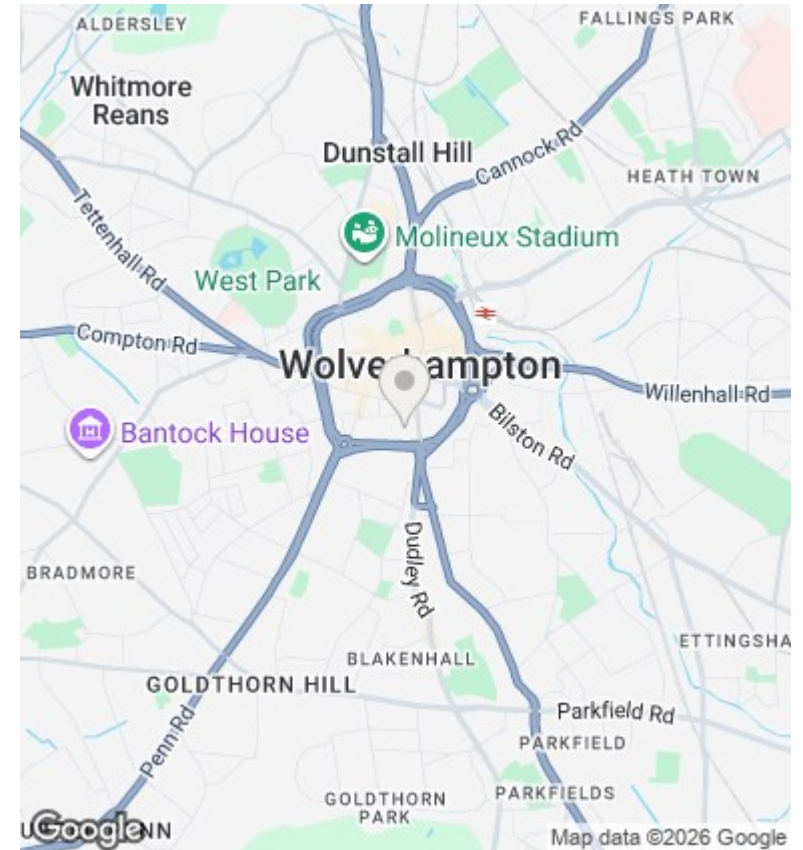 ALDERSLEY
FALLINGS PARK
Whitmore
Reans
Dunstall Hill
Cannock Rd
HEATH TOWN
Tettenhall Rd
Molineux Stadium
West Park
Compton Rd
Willenhall Rd
Bantock House
Bilston Rd
BRADMORE
Dudley Rd
ETTINGSHA
BLAKENHALL
GOLDTHORN HILL
Penn Rd
Parkfield Rd
PARKFIELD
GOLDTHORN
PARK
PARKFIELDS
Google
Map data ©2026 Google